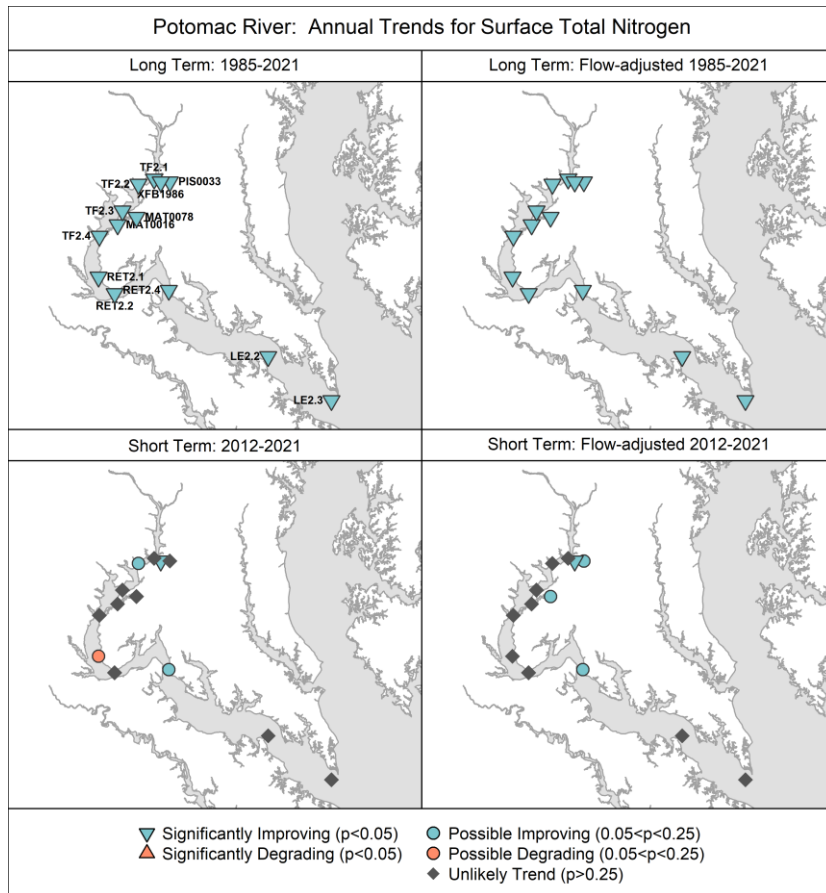 Potomac River: Annual Trends for Surface Total Nitrogen
Long Term: 1985-2021
Long Term: Flow-adjusted 1985-2021
TF2.1
TF2.2
PIS0033
XFB1986
TF2.3
MAT0078
MAT0016
TF2.4
RET2.1
RET2.4
RET2.2
LE2.2
LE2.3
Short Term: 2012-2021
Short Term: Flow-adjusted 2012-2021
Significantly Improving (p<0.05)
Possible Improving (0.05<p<0.25)
Significantly Degrading (p<0.05)
Possible Degrading (0.05<p<0.25)
Unlikely Trend (p>0.25)